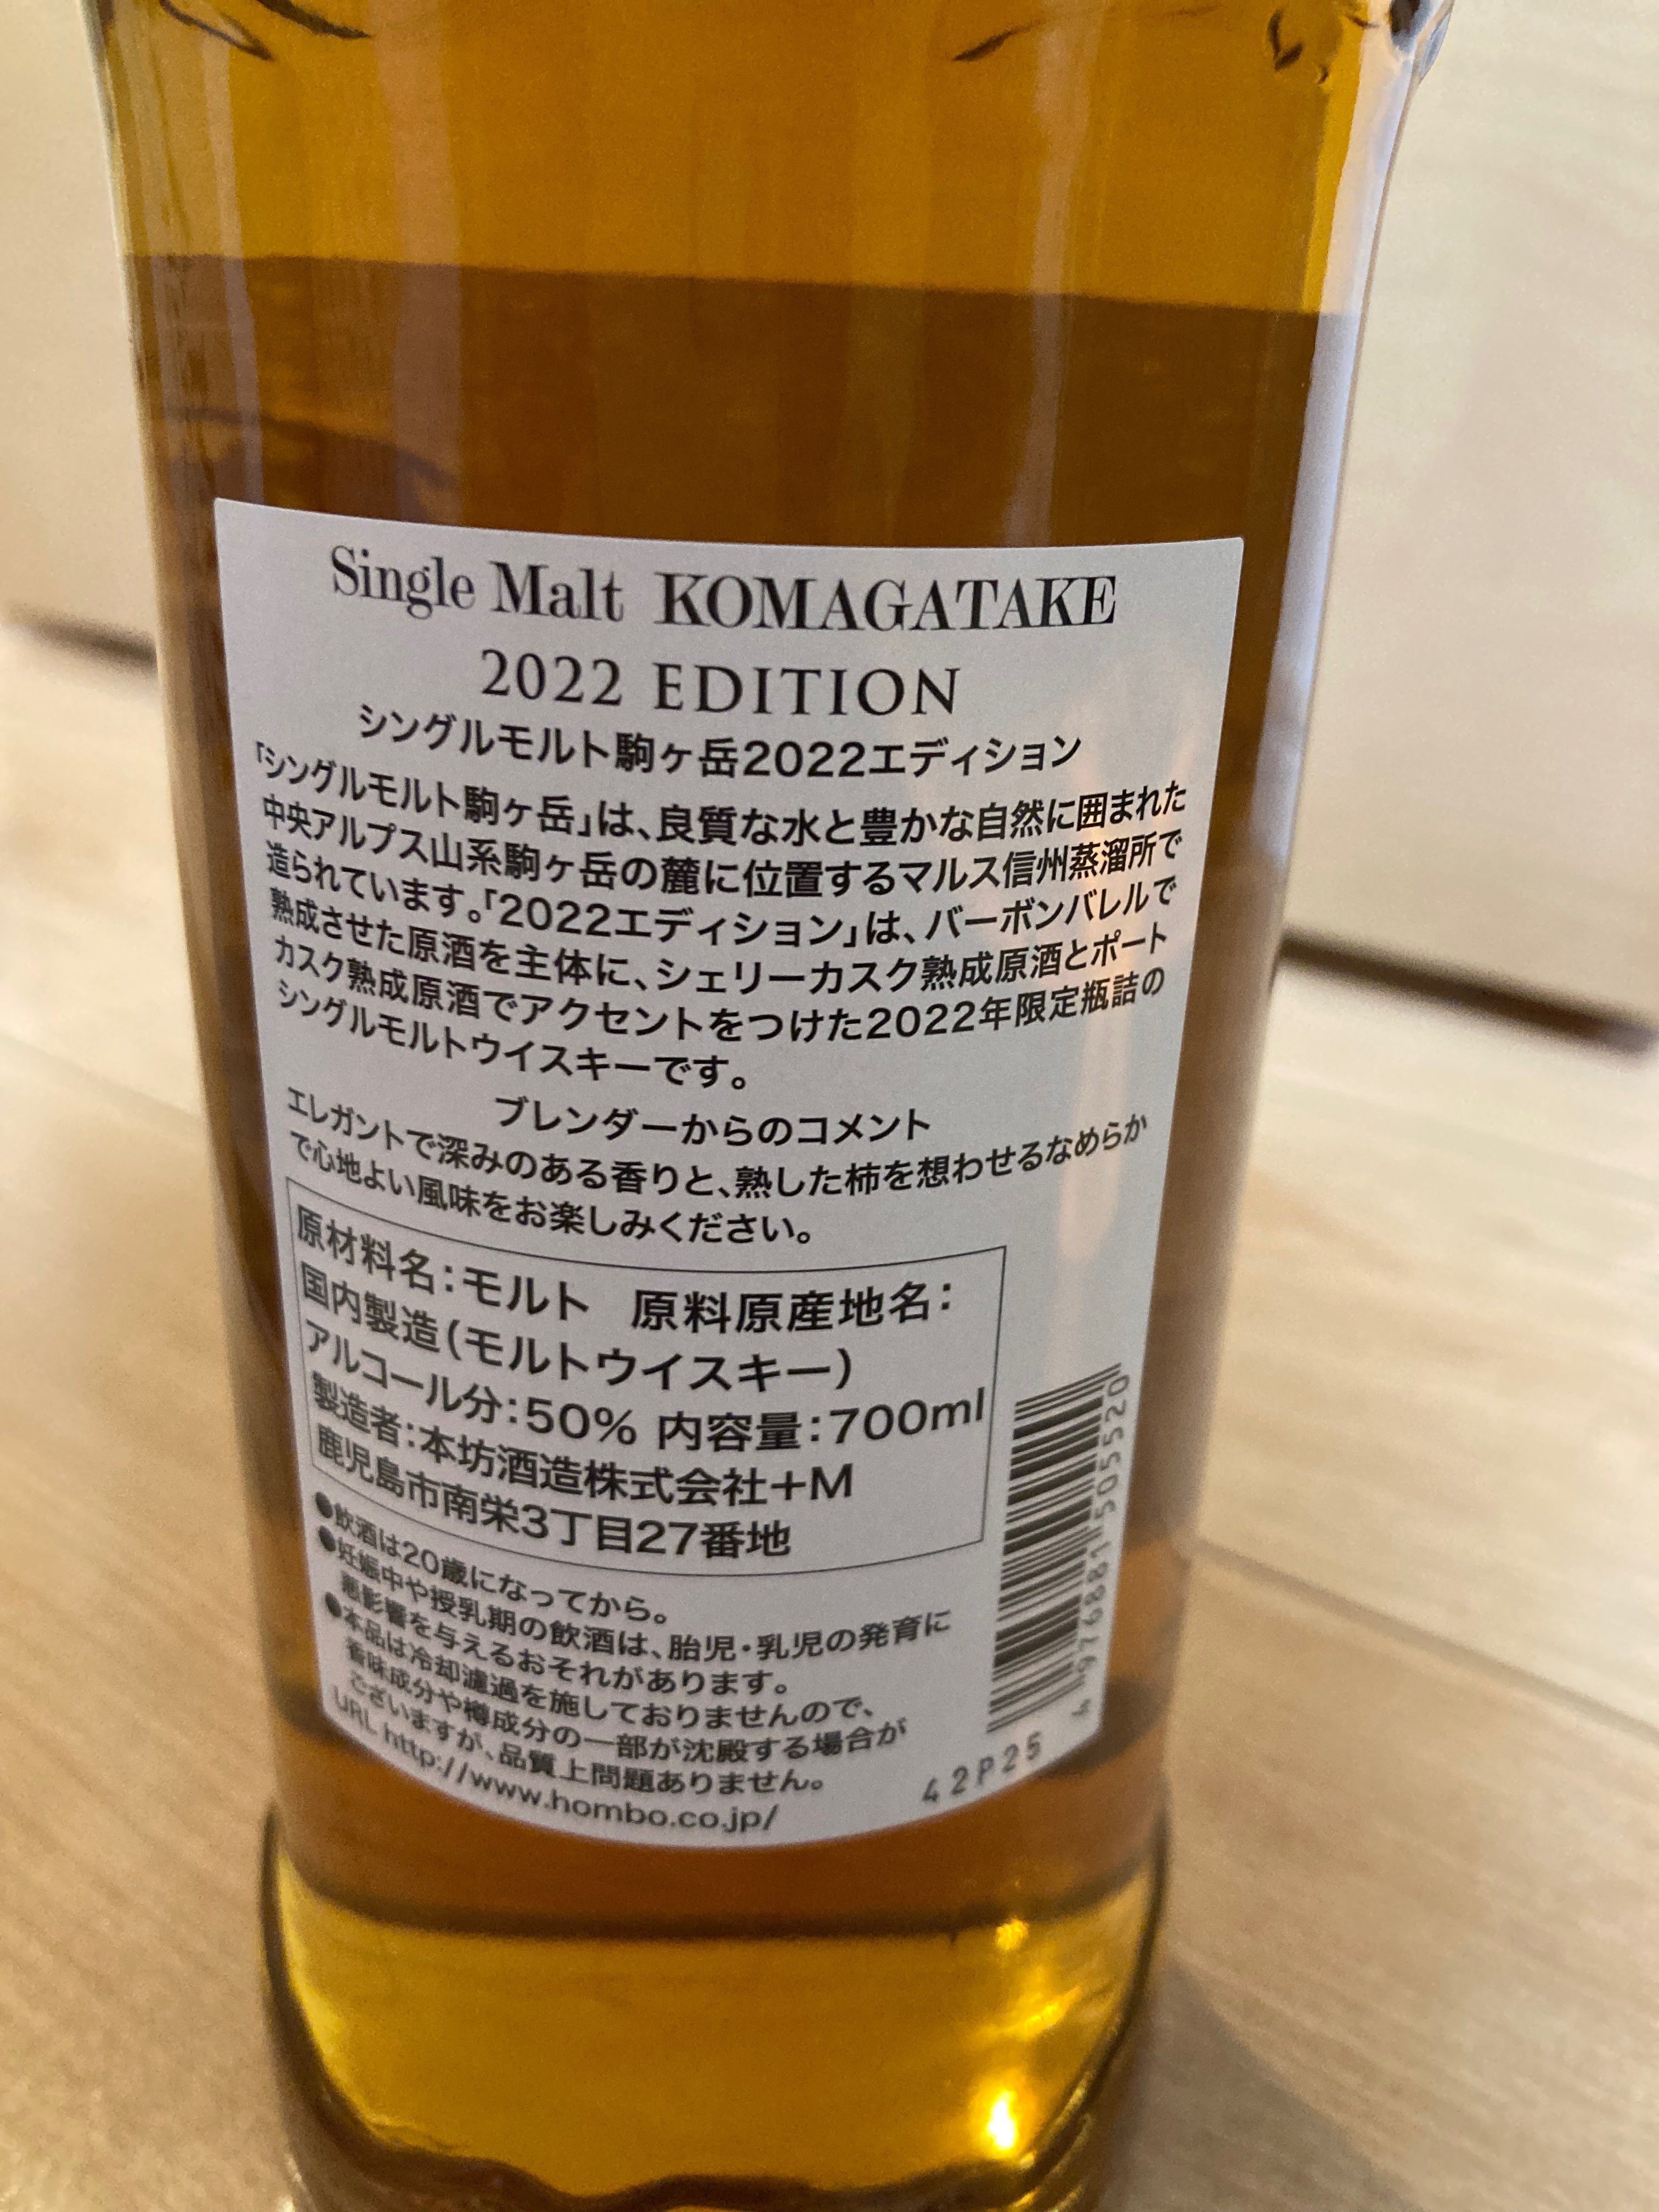 Single Malt KOMAGATAKE
2022 EDITION
シングルモルト駒ヶ岳2022エディション
「シングルモルト駒ヶ岳」は、良質な水と豊かな自然に囲まれた
中央アルプス山系駒ヶ岳の麓に位置するマルス信州蒸溜所で
造られています。「2022エディション」は、バーボンバレルで
熟成させた原酒を主体に、シェリーカスク熟成原酒とポート
カスク熟成原酒でアクセントをつけた2022年限定瓶詰の
シングルモルトウイスキーです。
ブレンダーからのコメント
エレガントで深みのある香りと、熟した柿を想わせるなめらか
で心地よい風味をお楽しみください。
原材料名：モルト 原料原産地名：
国内製造（モルトウイスキー）
アルコール分：50% 内容量：700ml
製造者：本坊酒造株式会社+M
鹿児島市南栄3丁目27番地
●飲酒は20歳になってから。
●妊娠中や授乳期の飲酒は、胎児・乳児の発育に
悪影響を与えるおそれがあります。
●本品は冷却濾過を施しておりませんので、
香味成分や樽成分の一部が沈殿する場合が
ございますが、品質上問題ありません。
URL http://www.hombo.co.jp/
4 976881 505520
42P25